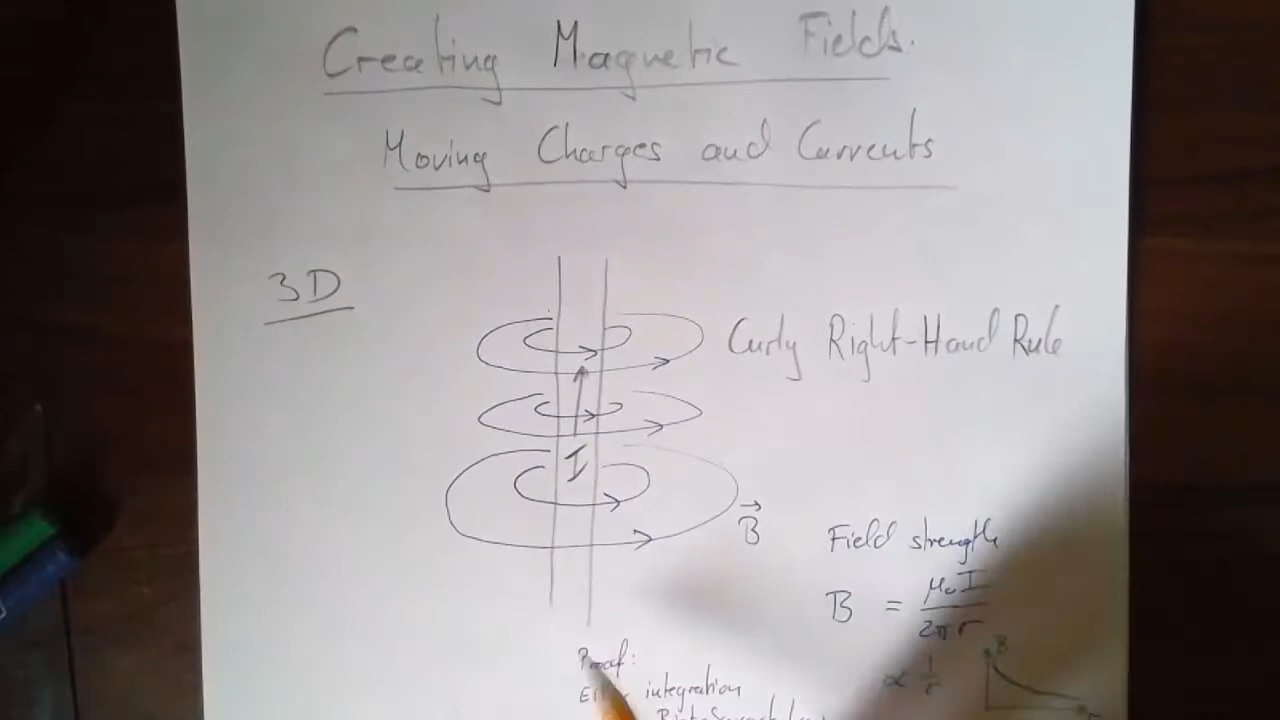 Creating Magnetic Fields.
Moving Charges and Currents
3D
Curly Right-Hand Rule
I
B⃗
Field strength
B = μ₀I / 2πr
∝ 1/r
B
r
Proof:
integration